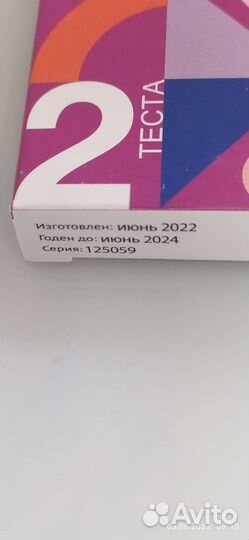 2 ТЕСТА
Изготовлен: ИЮНЬ 2022
Годен до: ИЮНЬ 2024
Серия: 125059
Avito